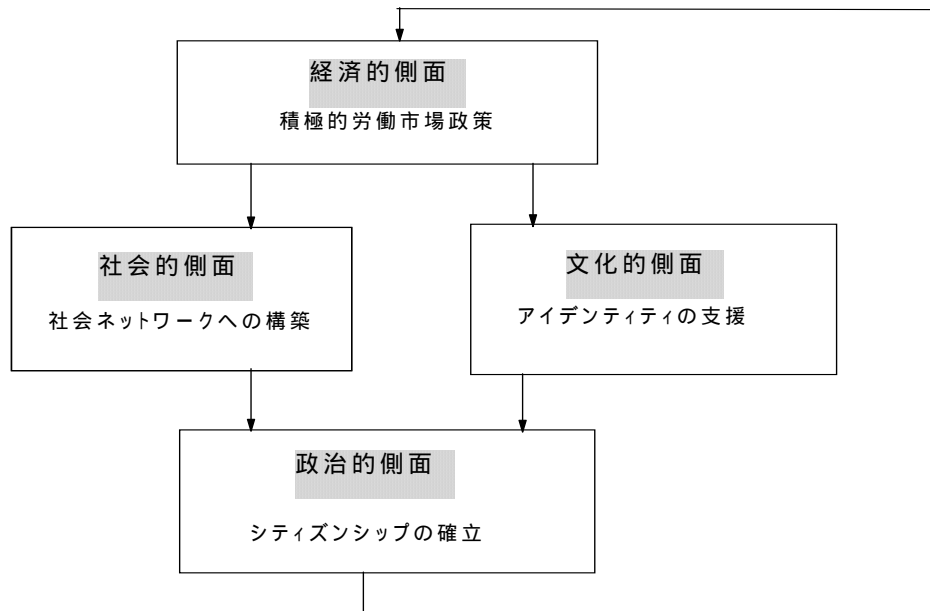 経済的側面
積極的労働市場政策
社会的側面
社会ネットワークへの構築
文化的側面
アイデンティティの支援
政治的側面
シティズンシップの確立